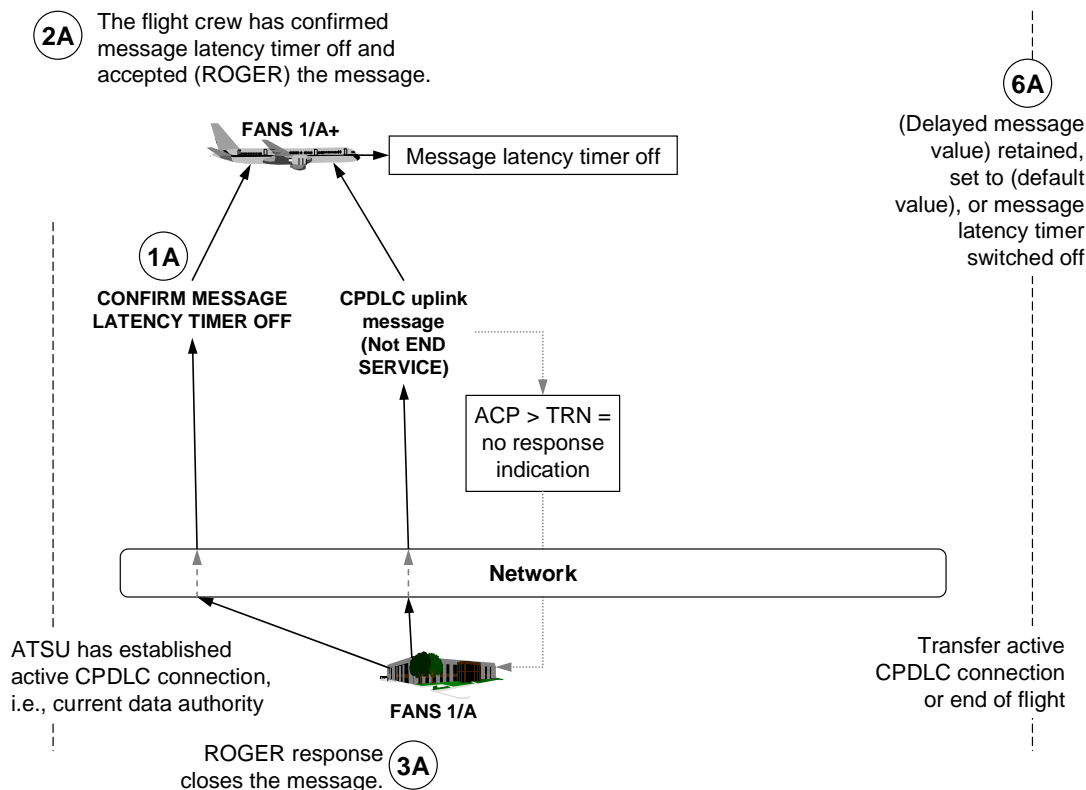 2A
The flight crew has confirmed
message latency timer off and
accepted (ROGER) the message.
6A
(Delayed message
value) retained,
set to (default
value), or message
latency timer
switched off
FANS 1/A+
Message latency timer off
1A
CONFIRM MESSAGE
LATENCY TIMER OFF
CPDLC uplink
message
(Not END
SERVICE)
ACP > TRN =
no response
indication
Network
ATSU has established
active CPDLC connection,
i.e., current data authority
FANS 1/A
Transfer active
CPDLC connection
or end of flight
ROGER response
closes the message.
3A